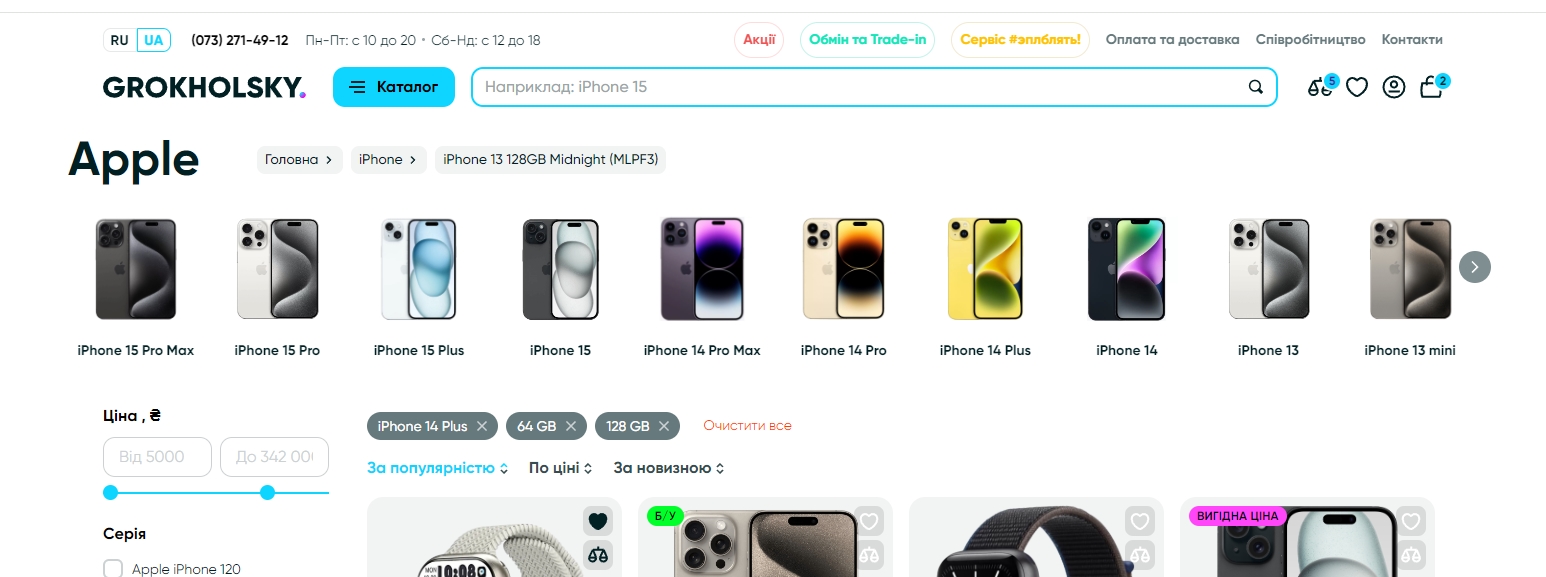 RU UA (073) 271-49-12 Пн-Пт: с 10 до 20 • Сб-Нд: с 12 до 18 Акції Обмін та Trade-in Сервіс #эплблять! Оплата та доставка Співробітництво Контакти
GROKHOLSKY. Каталог Наприклад: iPhone 15 5 2
Apple Головна > iPhone > iPhone 13 128GB Midnight (MLPF3)
iPhone 15 Pro Max iPhone 15 Pro iPhone 15 Plus iPhone 15 iPhone 14 Pro Max iPhone 14 Pro iPhone 14 Plus iPhone 14 iPhone 13 iPhone 13 mini
Ціна , ₴
iPhone 14 Plus 64 GB 128 GB Очистити все
Від 5000 До 342 00
За популярністю По ціні За новизною
Б/У ВИГІДНА ЦІНА
Серія
Apple iPhone 120
MON 10:08